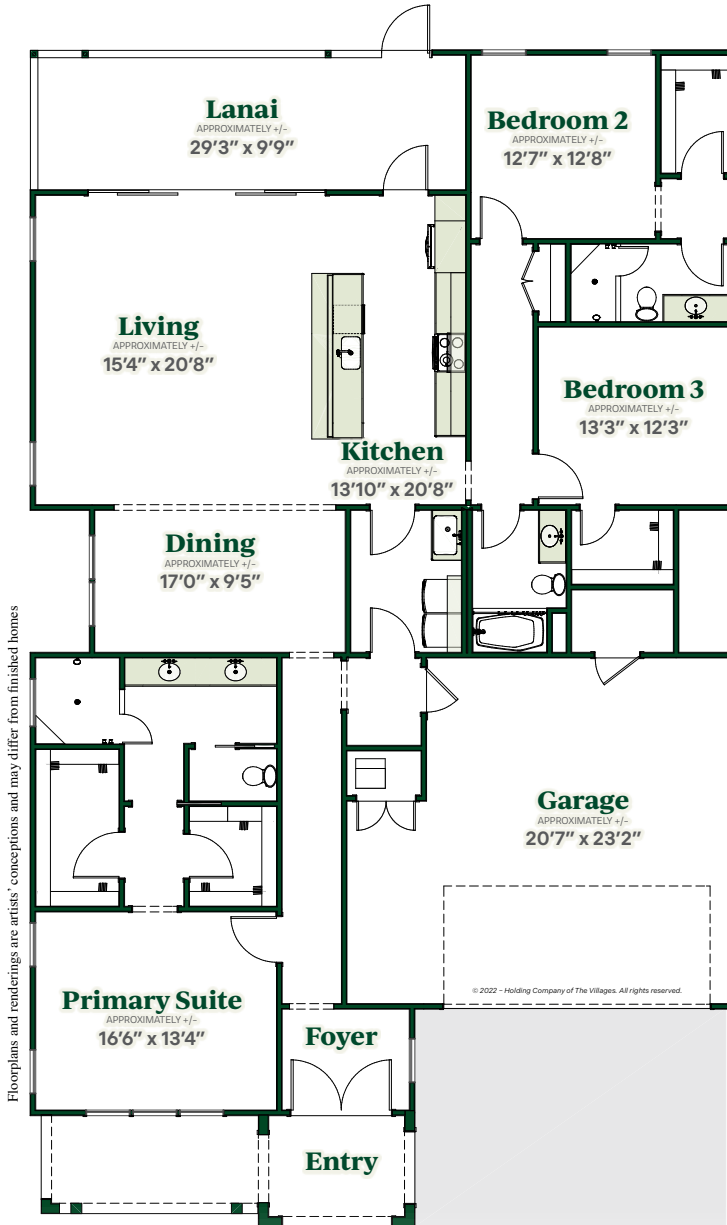 Lanai
APPROXIMATELY +/-
29’3” x 9’9”
Bedroom 2
APPROXIMATELY +/-
12’7” x 12’8”
Living
APPROXIMATELY +/-
15’4” x 20’8”
Bedroom 3
APPROXIMATELY +/-
13’3” x 12’3”
Kitchen
APPROXIMATELY +/-
13’10” x 20’8”
Dining
APPROXIMATELY +/-
17’0” x 9’5”
Garage
APPROXIMATELY +/-
20’7” x 23’2”
© 2022 – Holding Company of The Villages. All rights reserved.
Primary Suite
APPROXIMATELY +/-
16’6” x 13’4”
Foyer
Entry
Floorplans and renderings are artists’ conceptions and may differ from finished homes